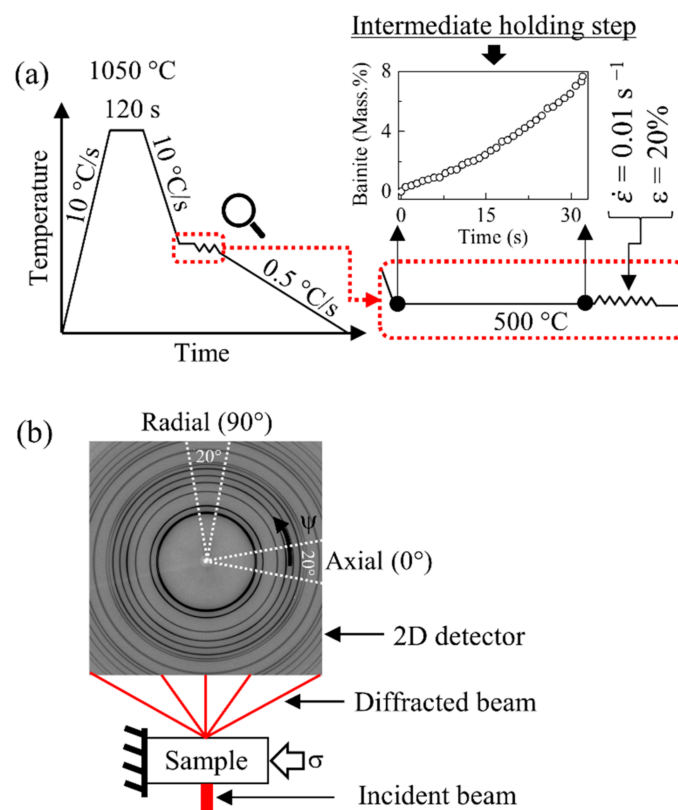 Intermediate holding step
(a)
1050 °C
120 s
10 °C/s
10 °C/s
0.5 °C/s
Temperature
Time
Bainite (Mass.%)
8
4
0
0
15
30
Time (s)
ε̇ = 0.01 s⁻¹
ε = 20%
500 °C
(b)
Radial (90°)
20°
ψ
20°
Axial (0°)
2D detector
Diffracted beam
Sample
σ
Incident beam